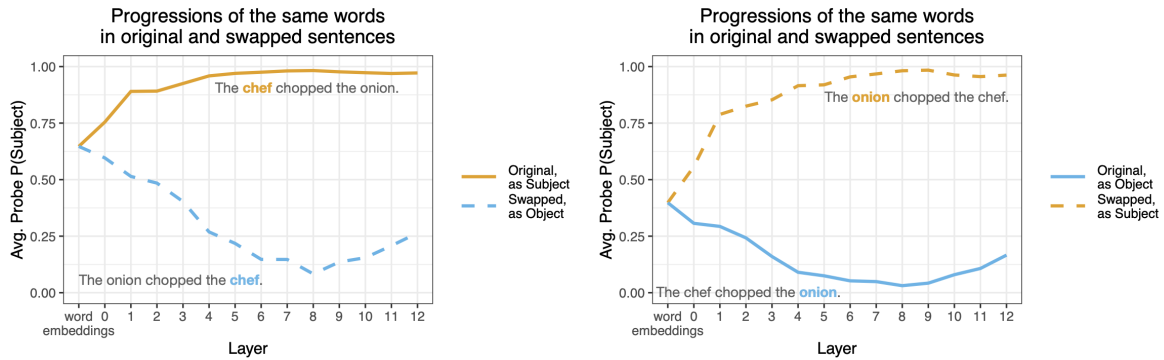 Progressions of the same words
in original and swapped sentences
Avg. Probe P(Subject)
1.00
0.75
0.50
0.25
0.00
The chef chopped the onion.
The onion chopped the chef.
word
embeddings
0 1 2 3 4 5 6 7 8 9 10 11 12
Layer
Original,
as Subject
Swapped,
as Object
Progressions of the same words
in original and swapped sentences
Avg. Probe P(Subject)
1.00
0.75
0.50
0.25
0.00
The onion chopped the chef.
The chef chopped the onion.
word
embeddings
0 1 2 3 4 5 6 7 8 9 10 11 12
Layer
Original,
as Object
Swapped,
as Subject